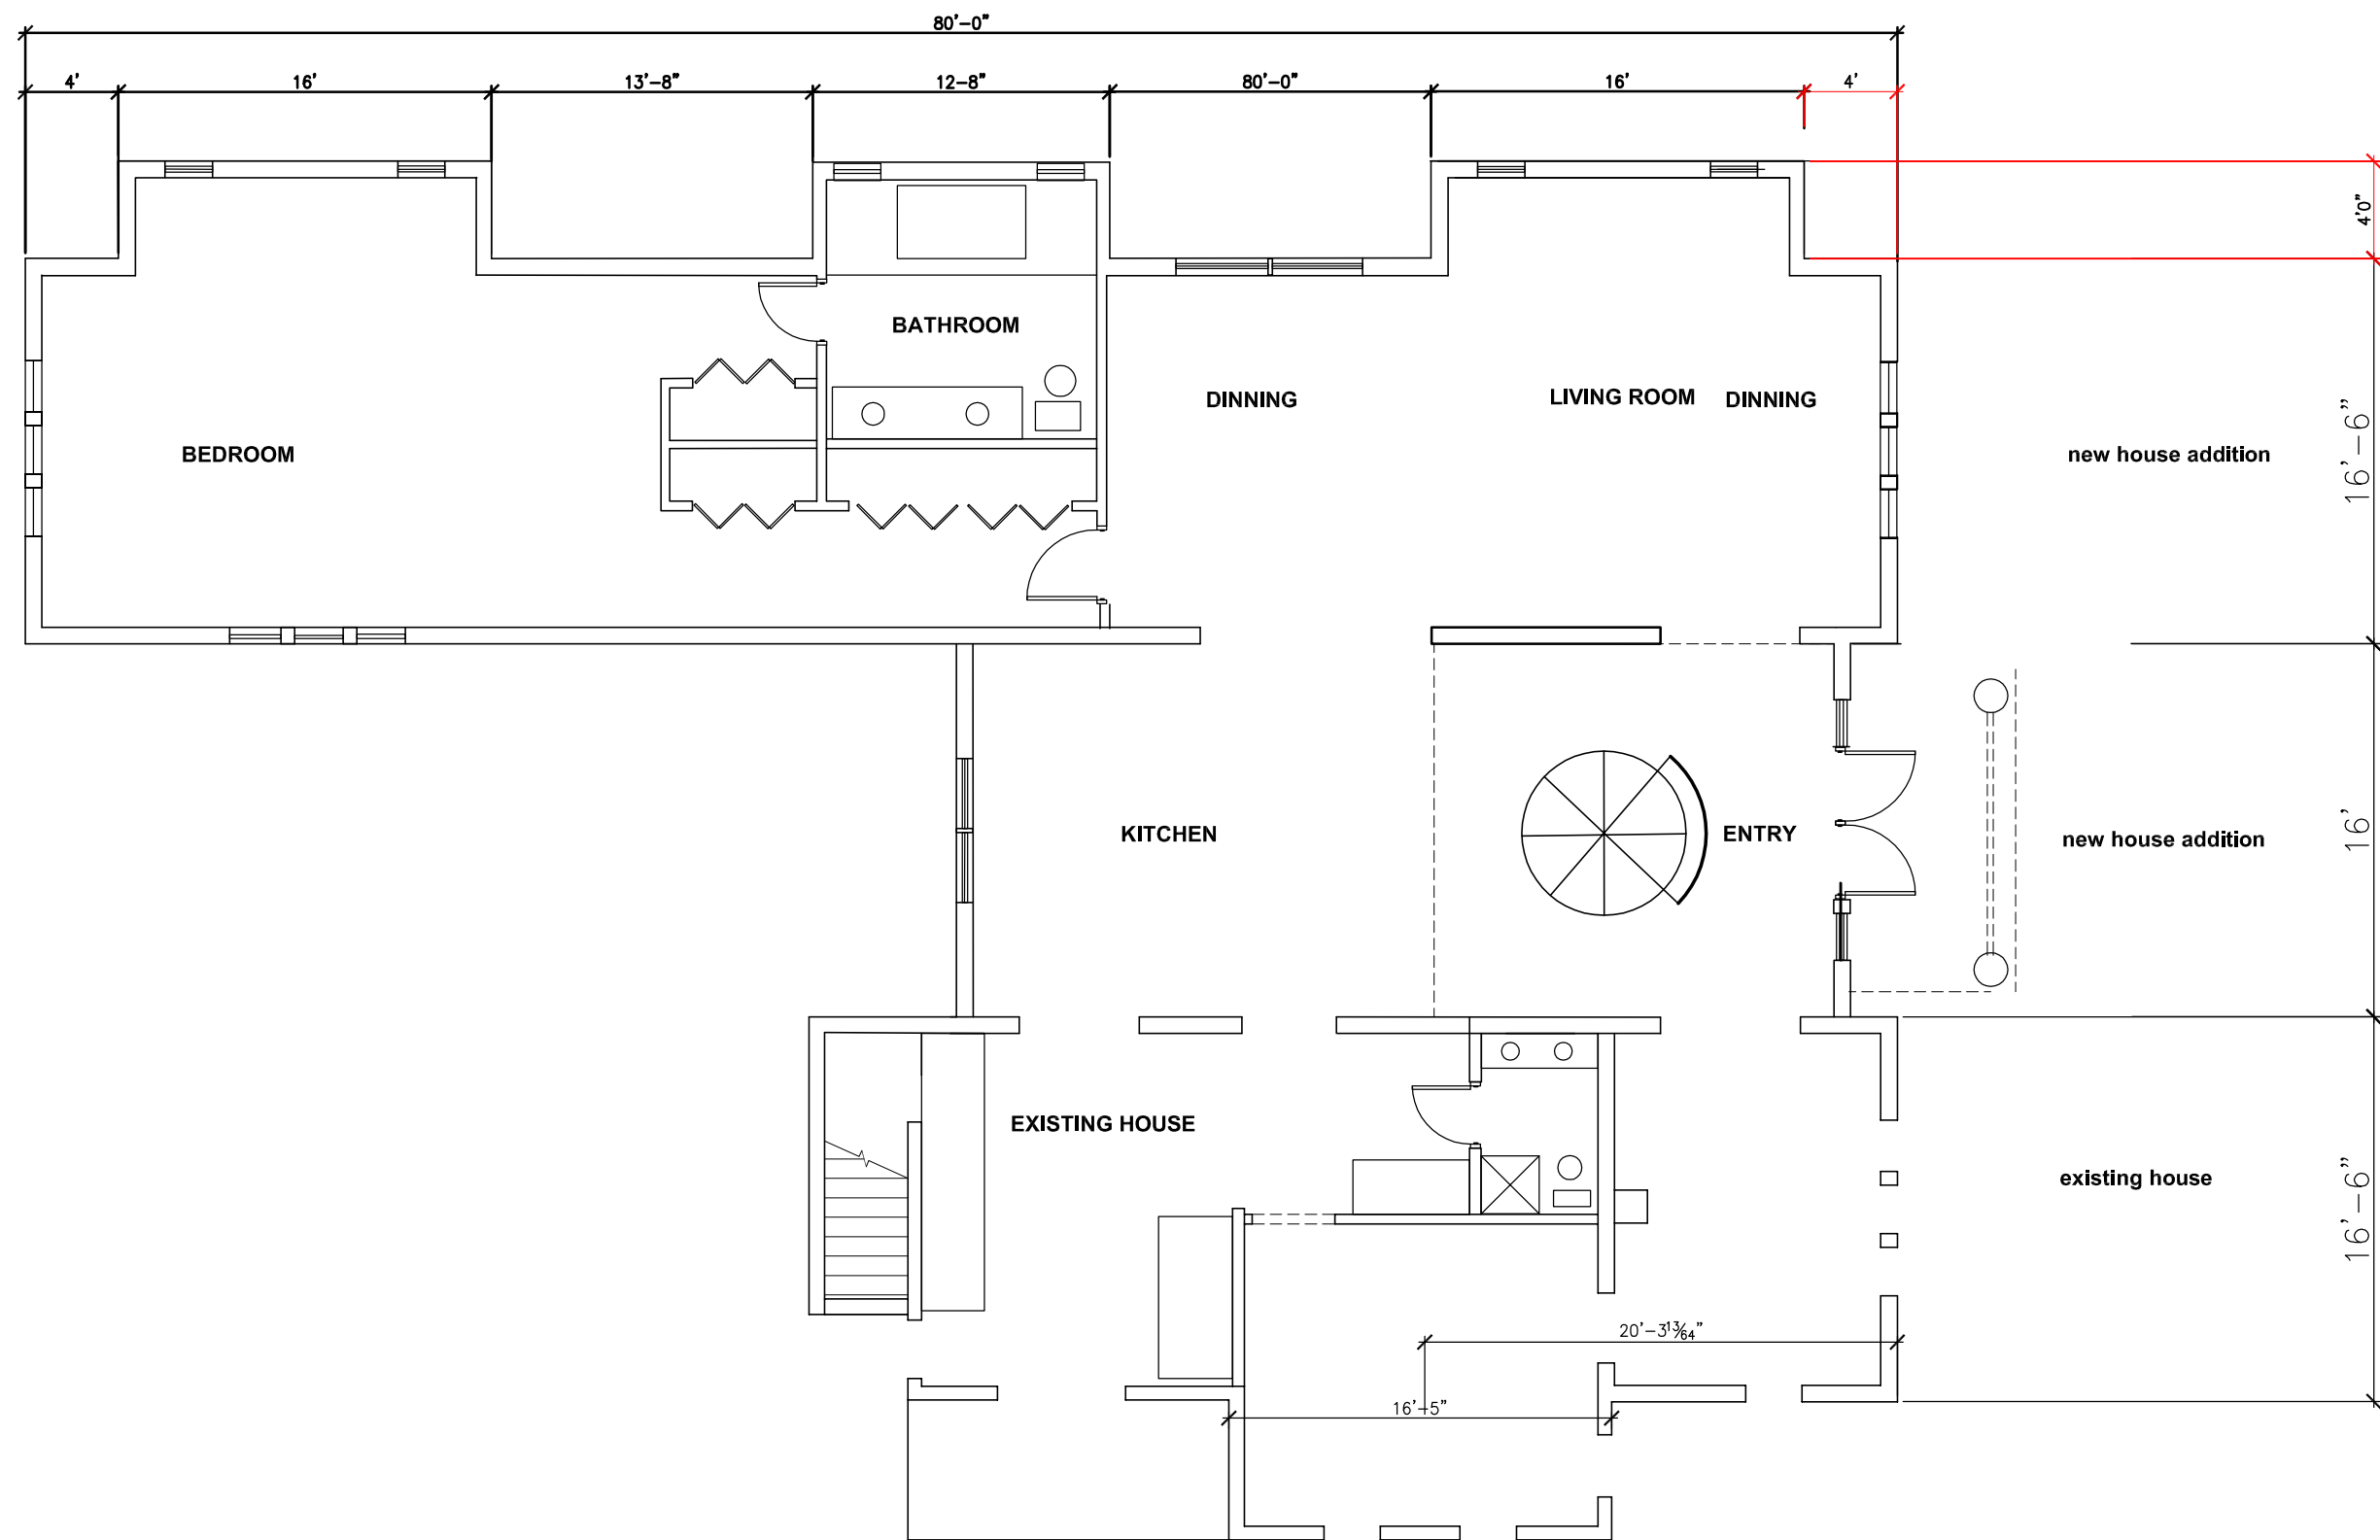 80'-0"
4'
16'
13'-8"
12-8"
80'-0"
16'
4'
4'0"
BATHROOM
DINNING
LIVING ROOM
DINNING
BEDROOM
new house addition
16'-6"
KITCHEN
ENTRY
new house addition
16'
EXISTING HOUSE
existing house
16'-6"
20'-3 13/64"
16'-5"